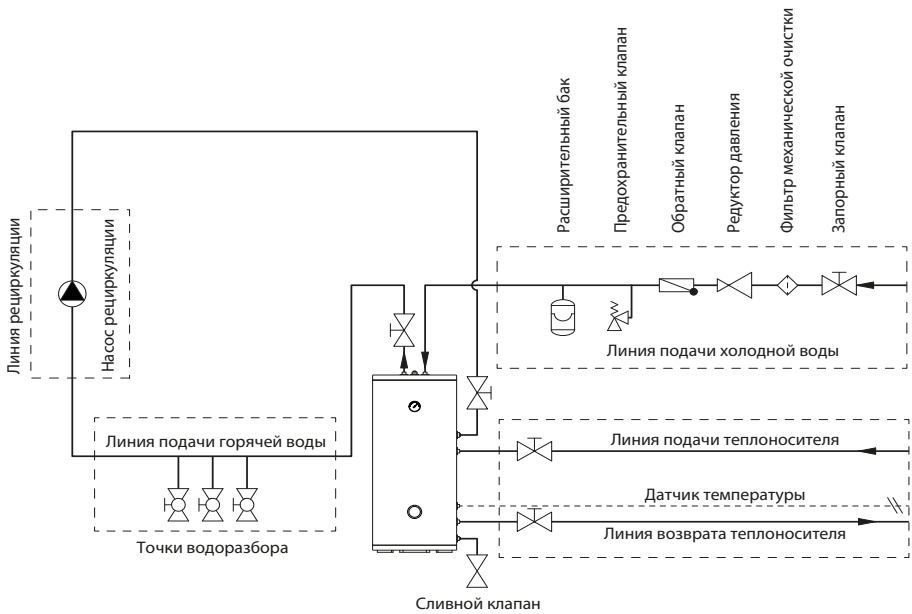 Расширительный бак
Предохранительный клапан
Обратный клапан
Редуктор давления
Фильтр механической очистки
Запорный клапан
Линия рециркуляции
Насос рециркуляции
Линия подачи холодной воды
Линия подачи горячей воды
Линия подачи теплоносителя
Датчик температуры
Линия возврата теплоносителя
Точки водоразбора
Сливной клапан